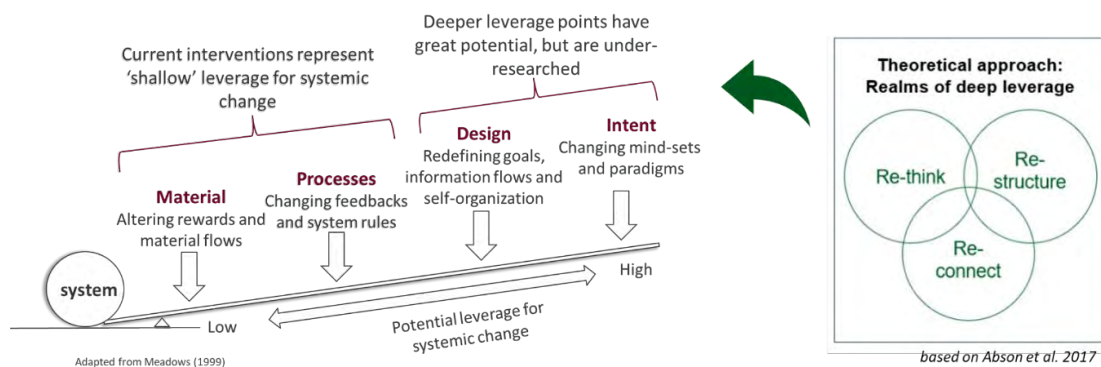 Current interventions represent
‘shallow’ leverage for systemic
change
Deeper leverage points have
great potential, but are under-
researched
Material
Altering rewards and
material flows
Processes
Changing feedbacks
and system rules
Design
Redefining goals,
information flows and
self-organization
Intent
Changing mind-sets
and paradigms
system
Low
High
Potential leverage for
systemic change
Adapted from Meadows (1999)
Theoretical approach:
Realms of deep leverage
Re-think
Re-
structure
Re-
connect
based on Abson et al. 2017